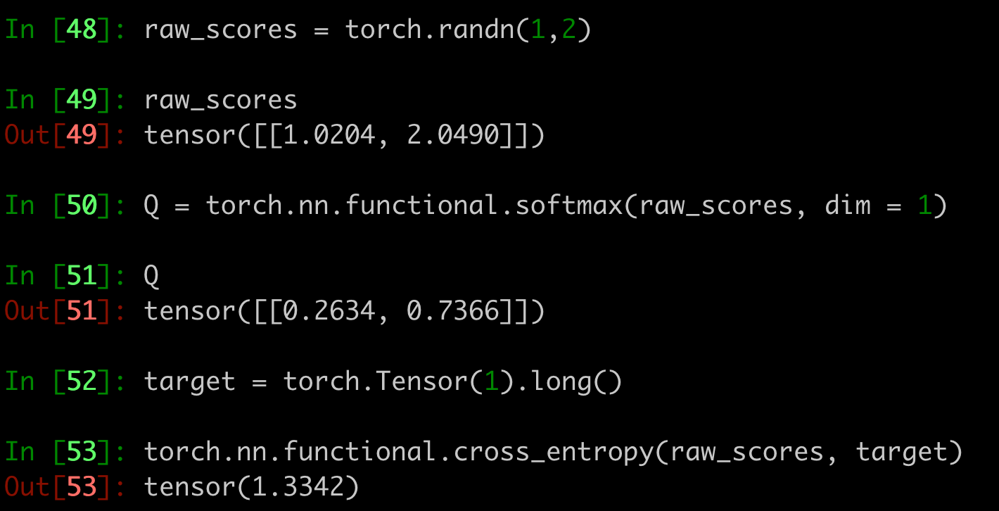 In [48]: raw_scores = torch.randn(1,2)
In [49]: raw_scores
Out[49]: tensor([[1.0204, 2.0490]])
In [50]: Q = torch.nn.functional.softmax(raw_scores, dim = 1)
In [51]: Q
Out[51]: tensor([[0.2634, 0.7366]])
In [52]: target = torch.Tensor(1).long()
In [53]: torch.nn.functional.cross_entropy(raw_scores, target)
Out[53]: tensor(1.3342)